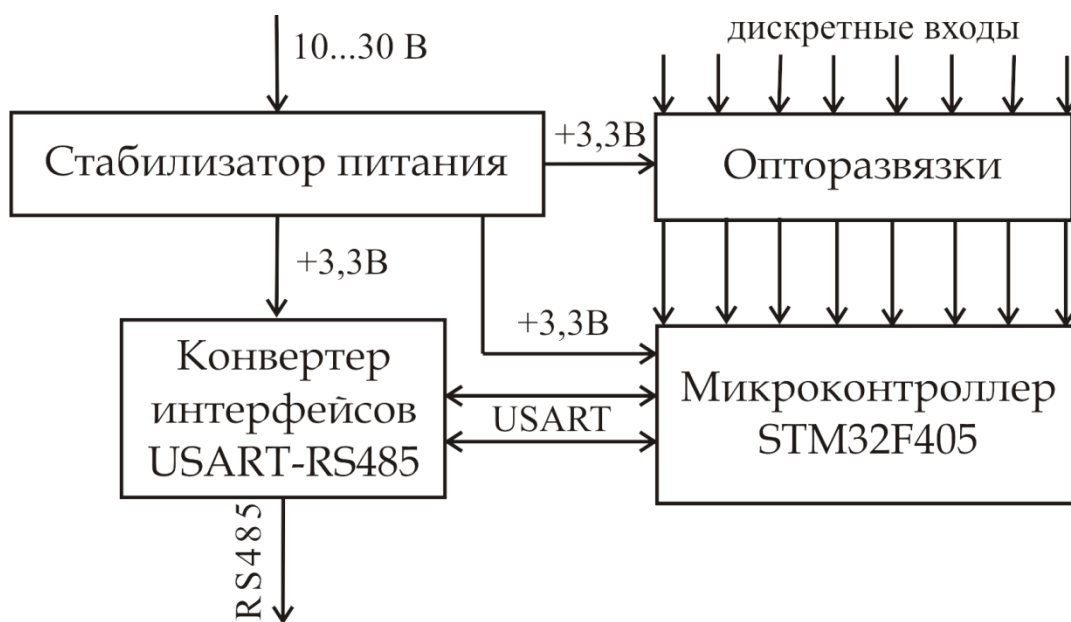 10...30 В
дискретные входы
Стабилизатор питания
+3,3В
Опторазвязки
+3,3В
+3,3В
Конвертер
интерфейсов
USART-RS485
USART
Микроконтроллер
STM32F405
RS485